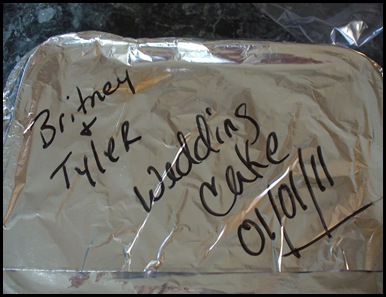 Britney
+
Tyler
Wedding
Cake
01/01/11